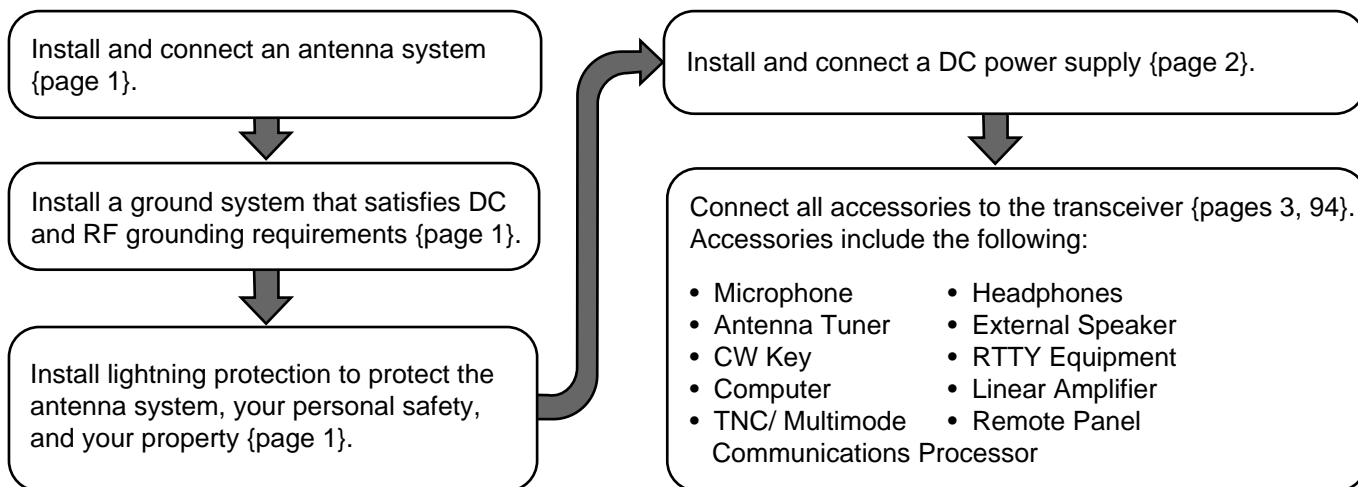 Install and connect an antenna system
{page 1}.
Install a ground system that satisfies DC
and RF grounding requirements {page 1}.
Install lightning protection to protect the
antenna system, your personal safety,
and your property {page 1}.
Install and connect a DC power supply {page 2}.
Connect all accessories to the transceiver {pages 3, 94}.
Accessories include the following:
• Microphone
• Antenna Tuner
• CW Key
• Computer
• TNC/ Multimode
Communications Processor
• Headphones
• External Speaker
• RTTY Equipment
• Linear Amplifier
• Remote Panel